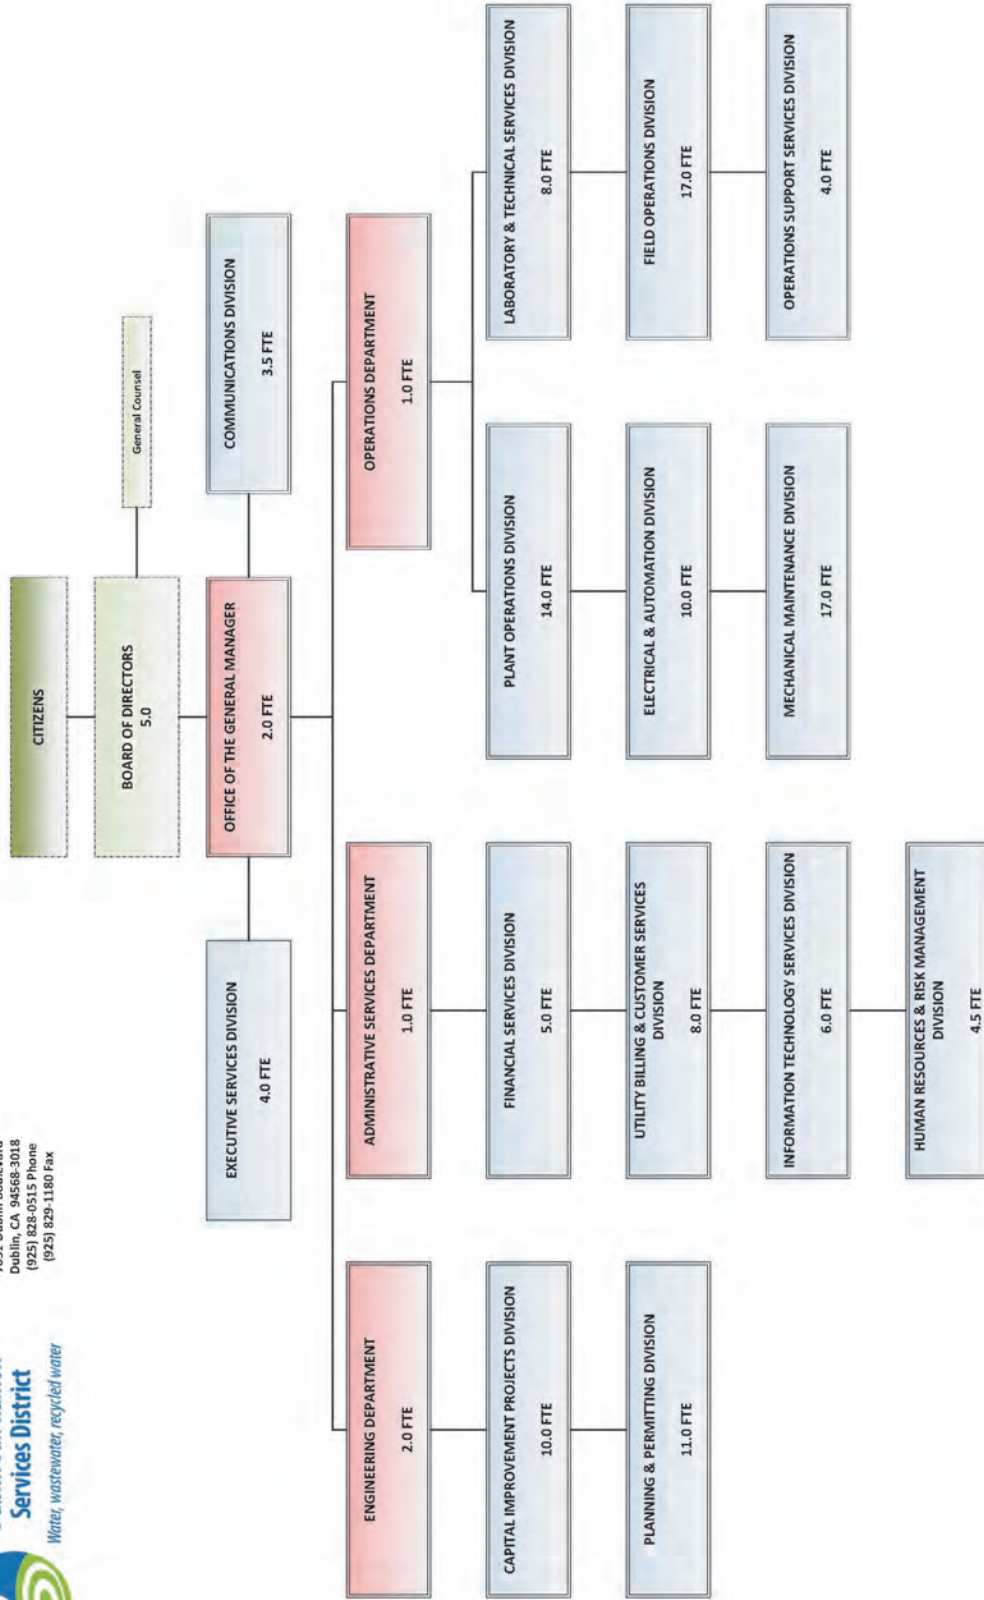 Services District
Water, wastewater, recycled water
Dublin, CA 94568-3018
(925) 828-0515 Phone
(925) 829-1180 Fax
CITIZENS
BOARD OF DIRECTORS
5.0
General Counsel
EXECUTIVE SERVICES DIVISION
4.0 FTE
OFFICE OF THE GENERAL MANAGER
2.0 FTE
COMMUNICATIONS DIVISION
3.5 FTE
ENGINEERING DEPARTMENT
2.0 FTE
CAPITAL IMPROVEMENT PROJECTS DIVISION
10.0 FTE
PLANNING & PERMITTING DIVISION
11.0 FTE
ADMINISTRATIVE SERVICES DEPARTMENT
1.0 FTE
FINANCIAL SERVICES DIVISION
5.0 FTE
UTILITY BILLING & CUSTOMER SERVICES
DIVISION
8.0 FTE
INFORMATION TECHNOLOGY SERVICES DIVISION
6.0 FTE
HUMAN RESOURCES & RISK MANAGEMENT
DIVISION
4.5 FTE
OPERATIONS DEPARTMENT
1.0 FTE
PLANT OPERATIONS DIVISION
14.0 FTE
ELECTRICAL & AUTOMATION DIVISION
10.0 FTE
MECHANICAL MAINTENANCE DIVISION
17.0 FTE
LABORATORY & TECHNICAL SERVICES DIVISION
8.0 FTE
FIELD OPERATIONS DIVISION
17.0 FTE
OPERATIONS SUPPORT SERVICES DIVISION
4.0 FTE